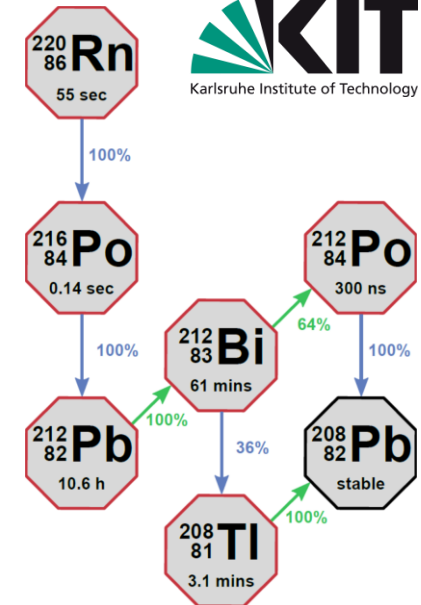 220
86 Rn
55 sec
KIT
Karlsruhe Institute of Technology
100%
216
84 Po
0.14 sec
212
84 Po
300 ns
64%
212
83 Bi
61 mins
100%
100%
100%
212
82 Pb
10.6 h
36%
208
82 Pb
stable
100%
208
81 Tl
3.1 mins